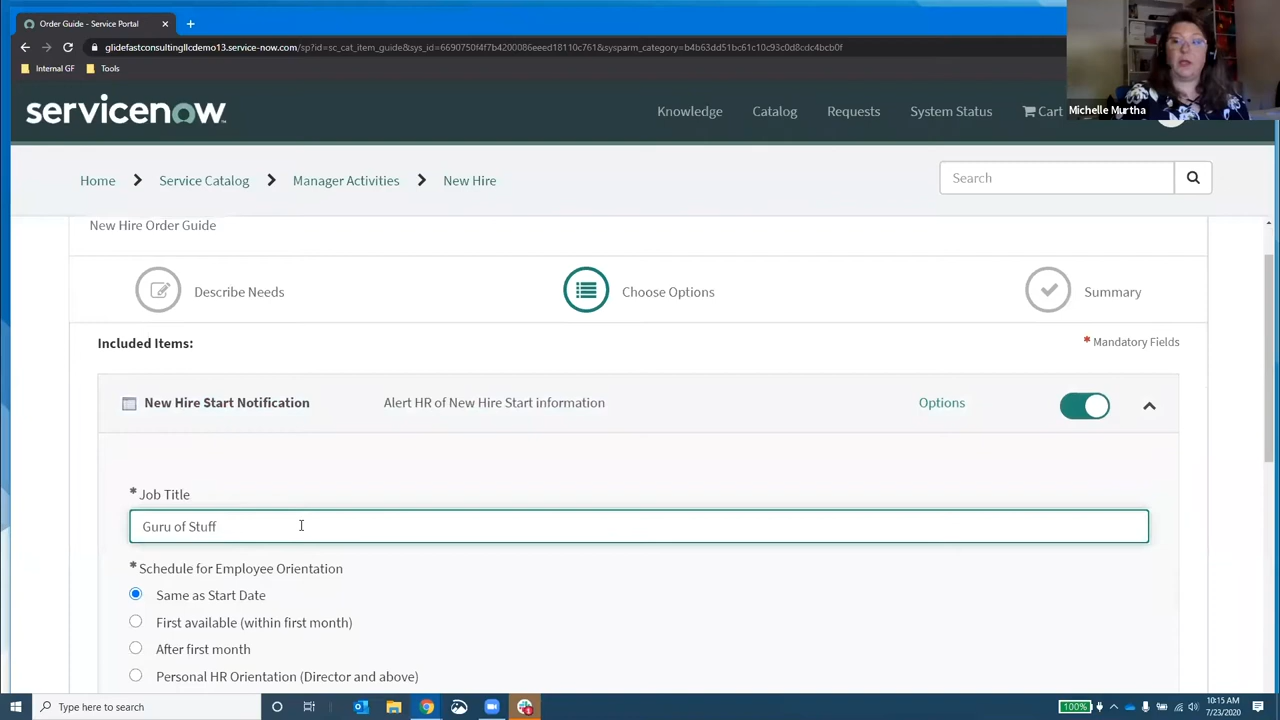 Order Guide - Service Portal
glidefastconsultingllcdemo13.service-now.com/sp?id=sc_cat_item_guide&sys_id=6690750f4f7b4200086eeed18110c761&sysparm_category=b4b63dd51bc61c10c93c0d8cdc4bcb0f
Internal GF
Tools
Michelle Murtha
servicenow
Knowledge
Catalog
Requests
System Status
Cart
Home
Service Catalog
Manager Activities
New Hire
Search
New Hire Order Guide
Describe Needs
Choose Options
Summary
Included Items:
* Mandatory Fields
New Hire Start Notification
Alert HR of New Hire Start information
Options
* Job Title
Guru of Stuff
* Schedule for Employee Orientation
Same as Start Date
First available (within first month)
After first month
Personal HR Orientation (Director and above)
Type here to search
100%
10:15 AM
7/23/2020